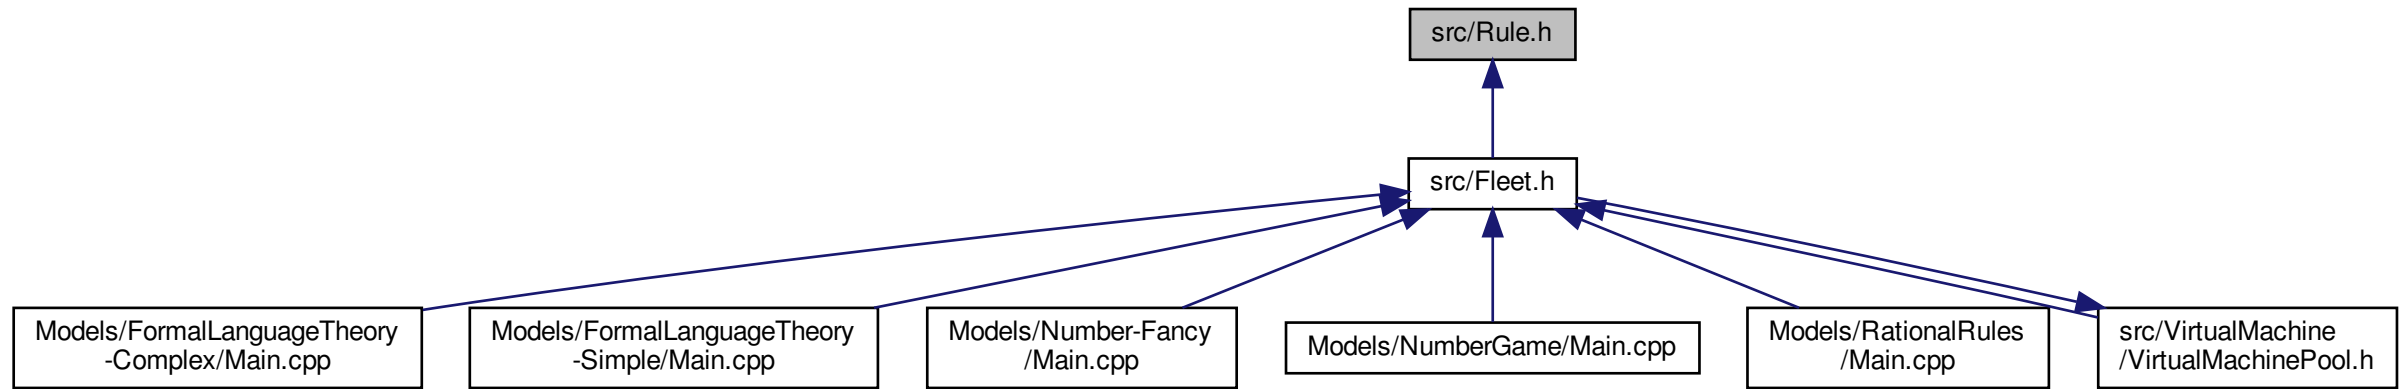 src/Rule.h
src/Fleet.h
Models/FormalLanguageTheory
-Complex/Main.cpp
Models/FormalLanguageTheory
-Simple/Main.cpp
Models/Number-Fancy
/Main.cpp
Models/NumberGame/Main.cpp
Models/RationalRules
/Main.cpp
src/VirtualMachine
/VirtualMachinePool.h